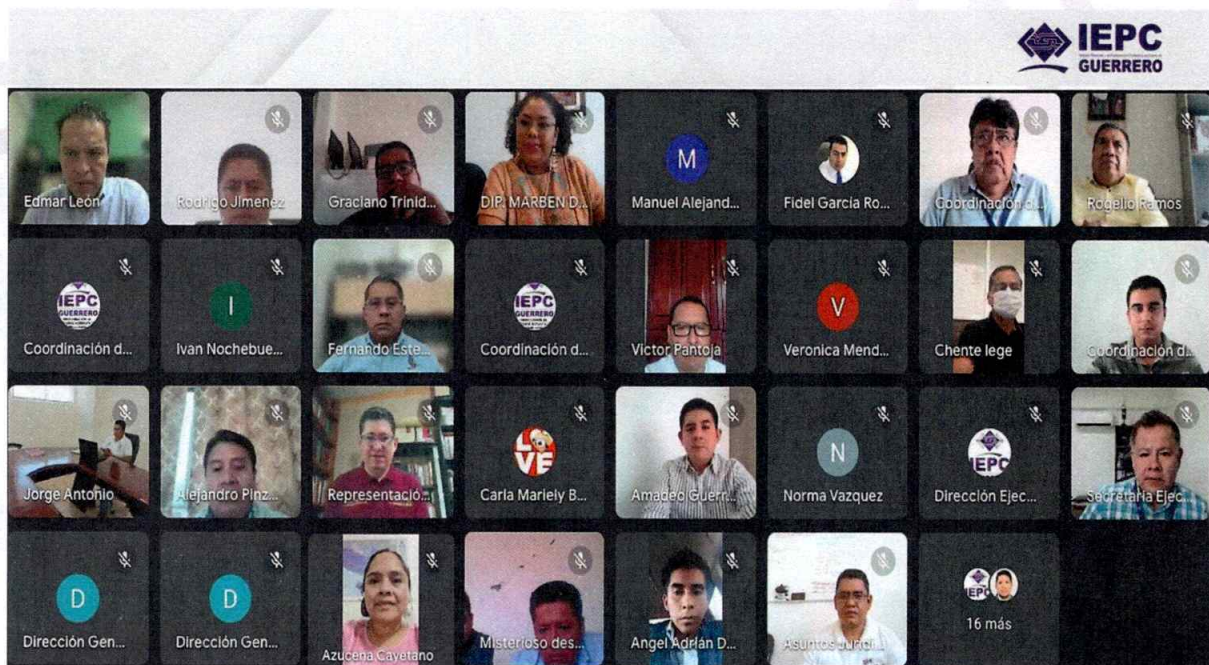 IEPC
GUERRERO
Edmar León
Rodrigo Jimenez
Graciano Trinid...
DIP. MARBEN D...
M
Manuel Alejand...
Fidel García Ro...
Coordinación d...
Rogelio Ramos
IEPC
GUERRERO
Coordinación d...
I
Ivan Nochebue...
Fernando Este...
IEPC
GUERRERO
Coordinación d...
Victor Pantoja
V
Veronica Mend...
Chente Iege
Coordinación d...
Jorge Antonio
Alejandro Pinz...
Representació...
LOVE
Carla Mariely B...
Amadeo Guerr...
N
Norma Vazquez
IEPC
Dirección Ejec...
Secretaria Ejec...
D
Dirección Gen...
D
Dirección Gen...
Azucena Cayetano
Misterioso des...
Angel Adrián D...
Asuntos Juríd...
IEPC
16 más